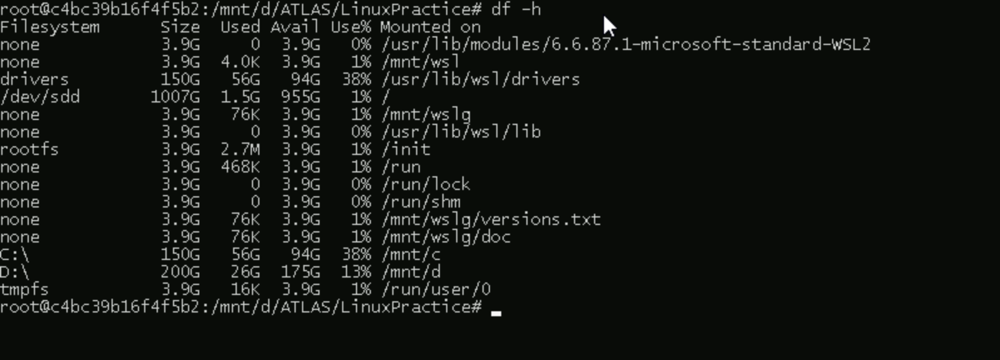 root@c4bc39b16f4f5b2:/mnt/d/ATLAS/LinuxPractice# df -h
Filesystem      Size  Used Avail Use% Mounted on
none            3.9G     0  3.9G   0% /usr/lib/modules/6.6.87.1-microsoft-standard-WSL2
none            3.9G  4.0K  3.9G   1% /mnt/wsl
drivers         150G   56G   94G  38% /usr/lib/wsl/drivers
/dev/sdd       1007G  1.5G  955G   1% /
none            3.9G   76K  3.9G   1% /mnt/wslg
none            3.9G     0  3.9G   0% /usr/lib/wsl/lib
rootfs          3.9G  2.7M  3.9G   1% /init
none            3.9G  468K  3.9G   1% /run
none            3.9G     0  3.9G   0% /run/lock
none            3.9G     0  3.9G   0% /run/shm
none            3.9G   76K  3.9G   1% /mnt/wslg/versions.txt
none            3.9G   76K  3.9G   1% /mnt/wslg/doc
C:\             150G   56G   94G  38% /mnt/c
D:\             200G   26G  175G  13% /mnt/d
tmpfs           3.9G   16K  3.9G   1% /run/user/0
root@c4bc39b16f4f5b2:/mnt/d/ATLAS/LinuxPractice#